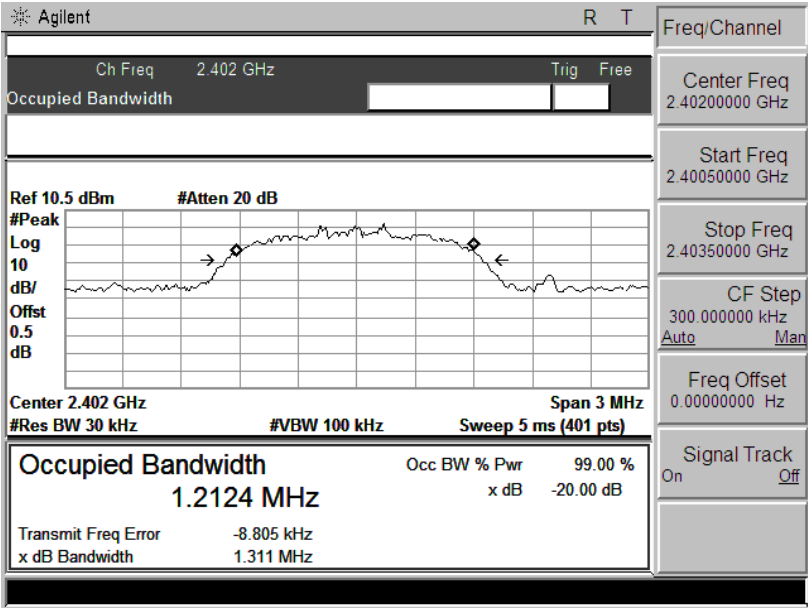 Agilent R T
Ch Freq 2.402 GHz Trig Free
Occupied Bandwidth
Ref 10.5 dBm #Atten 20 dB
#Peak
Log
10
dB/
Offst
0.5
dB
Center 2.402 GHz Span 3 MHz
#Res BW 30 kHz #VBW 100 kHz Sweep 5 ms (401 pts)
Occupied Bandwidth
1.2124 MHz
Occ BW % Pwr 99.00 %
x dB -20.00 dB
Transmit Freq Error -8.805 kHz
x dB Bandwidth 1.311 MHz
Freq/Channel
Center Freq
2.40200000 GHz
Start Freq
2.40050000 GHz
Stop Freq
2.40350000 GHz
CF Step
300.000000 kHz
Auto Man
Freq Offset
0.00000000 Hz
Signal Track
On Off